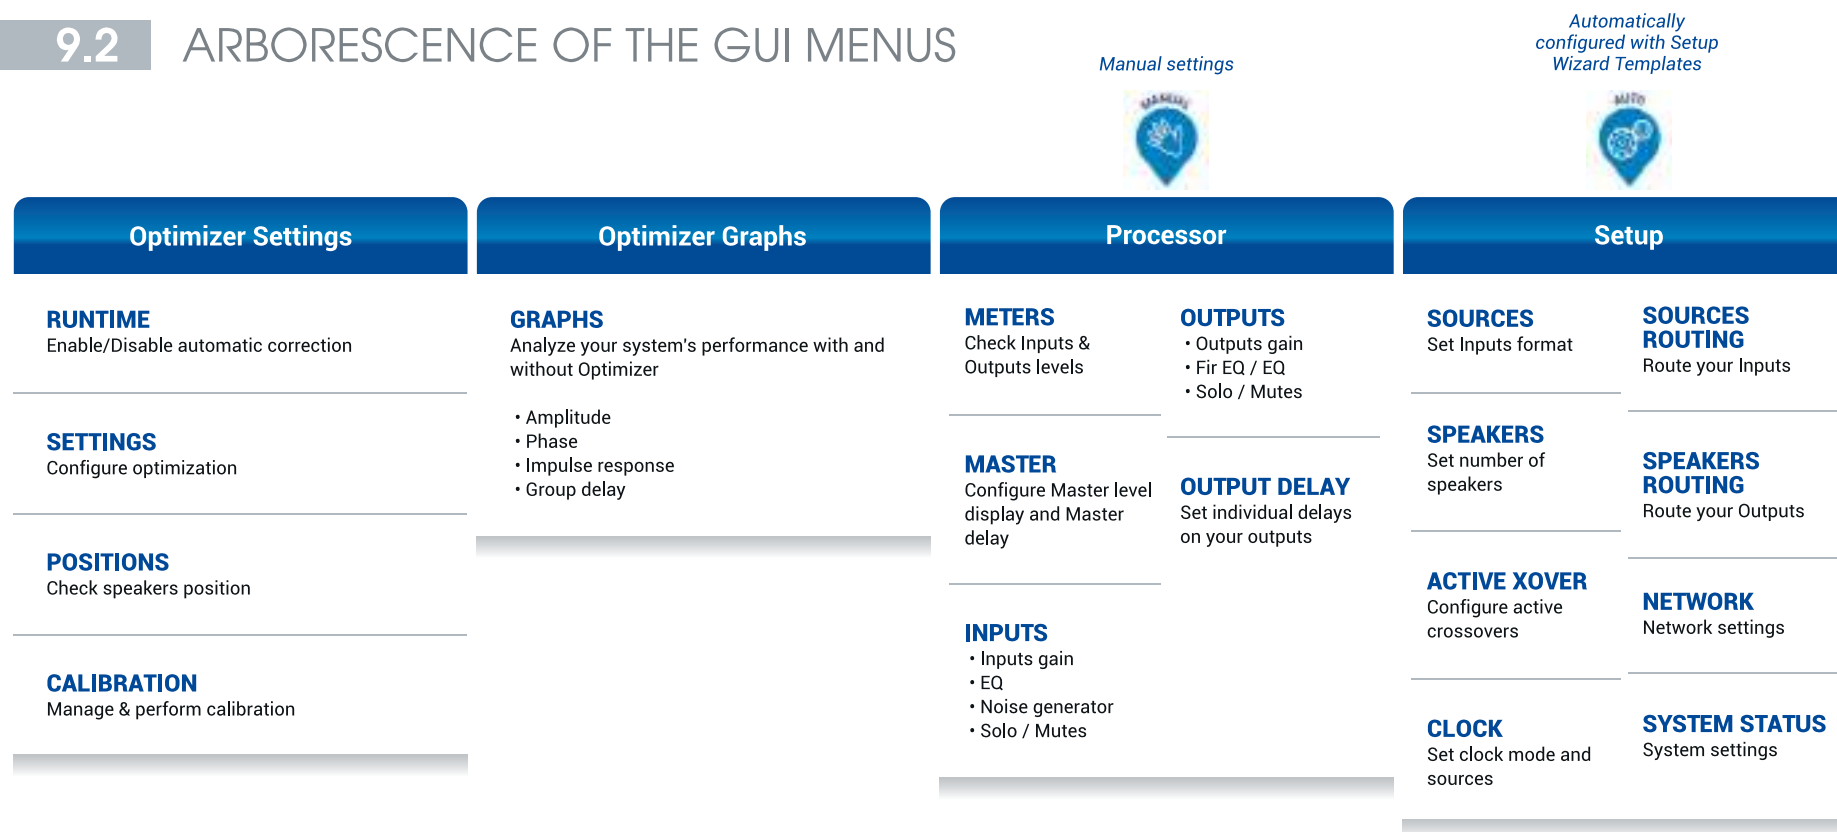 9.2 ARBORESCENCE OF THE GUI MENUS
Manual settings
Automatically
configured with Setup
Wizard Templates
MANUAL
AUTO
Optimizer Settings
RUNTIME
Enable/Disable automatic correction
SETTINGS
Configure optimization
POSITIONS
Check speakers position
CALIBRATION
Manage & perform calibration
Optimizer Graphs
GRAPHS
Analyze your system's performance with and
without Optimizer
• Amplitude
• Phase
• Impulse response
• Group delay
Processor
METERS
Check Inputs &
Outputs levels
MASTER
Configure Master level
display and Master
delay
INPUTS
• Inputs gain
• EQ
• Noise generator
• Solo / Mutes
OUTPUTS
• Outputs gain
• Fir EQ / EQ
• Solo / Mutes
OUTPUT DELAY
Set individual delays
on your outputs
Setup
SOURCES
Set Inputs format
SPEAKERS
Set number of
speakers
ACTIVE XOVER
Configure active
crossovers
CLOCK
Set clock mode and
sources
SOURCES
ROUTING
Route your Inputs
SPEAKERS
ROUTING
Route your Outputs
NETWORK
Network settings
SYSTEM STATUS
System settings